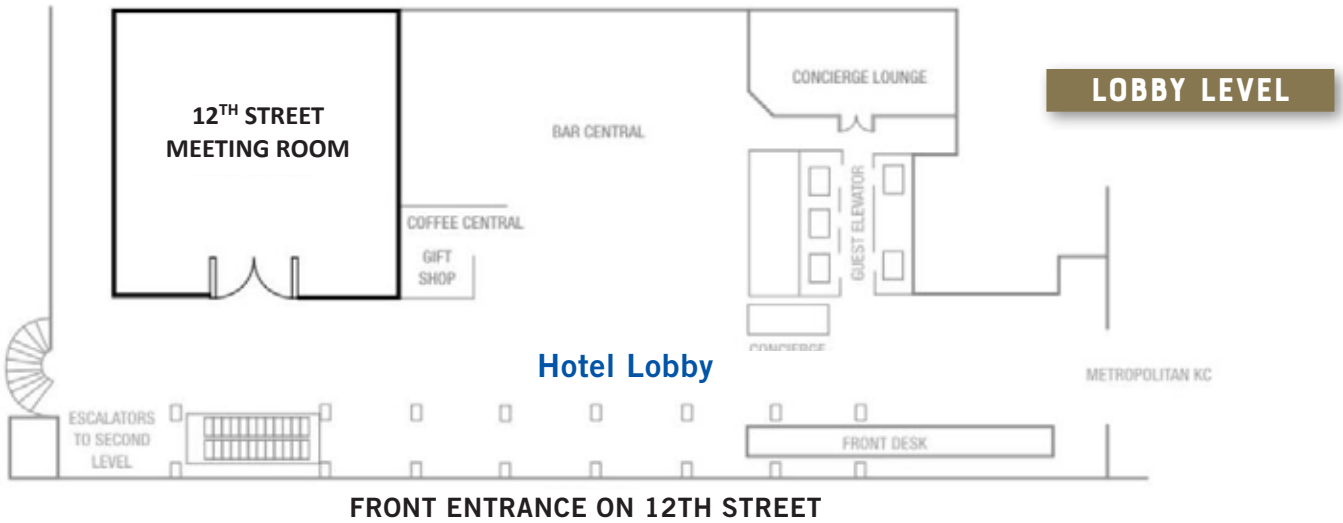 CONCIERGE LOUNGE
LOBBY LEVEL
12TH STREET
MEETING ROOM
BAR CENTRAL
COFFEE CENTRAL
GIFT
SHOP
GUEST ELEVATOR
CONCIERGE
Hotel Lobby
METROPOLITAN KC
ESCALATORS
TO SECOND
LEVEL
FRONT DESK
FRONT ENTRANCE ON 12TH STREET